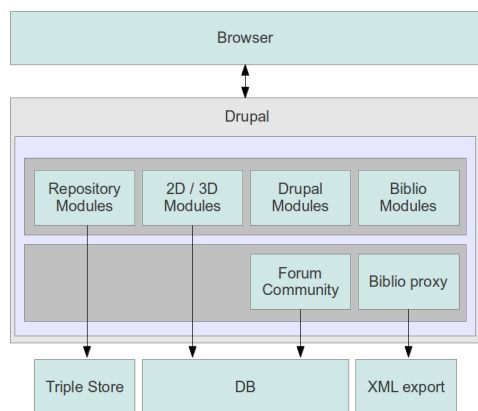 Browser
Drupal
Repository
Modules
2D / 3D
Modules
Drupal
Modules
Biblio
Modules
Forum
Community
Biblio proxy
Triple Store
DB
XML export